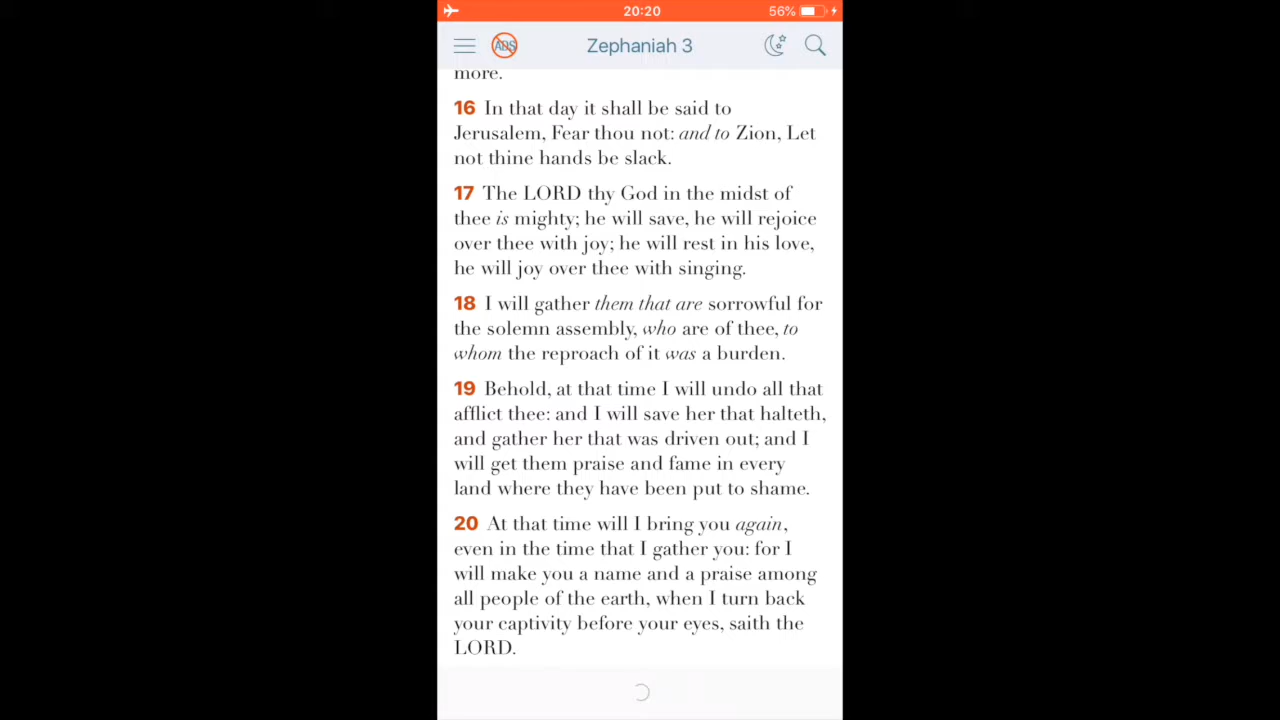 20:20
56%
ADS
Zephaniah 3
more.
16 In that day it shall be said to
Jerusalem, Fear thou not: and to Zion, Let
not thine hands be slack.
17 The LORD thy God in the midst of
thee is mighty; he will save, he will rejoice
over thee with joy; he will rest in his love,
he will joy over thee with singing.
18 I will gather them that are sorrowful for
the solemn assembly, who are of thee, to
whom the reproach of it was a burden.
19 Behold, at that time I will undo all that
afflict thee: and I will save her that halteth,
and gather her that was driven out; and I
will get them praise and fame in every
land where they have been put to shame.
20 At that time will I bring you again,
even in the time that I gather you: for I
will make you a name and a praise among
all people of the earth, when I turn back
your captivity before your eyes, saith the
LORD.